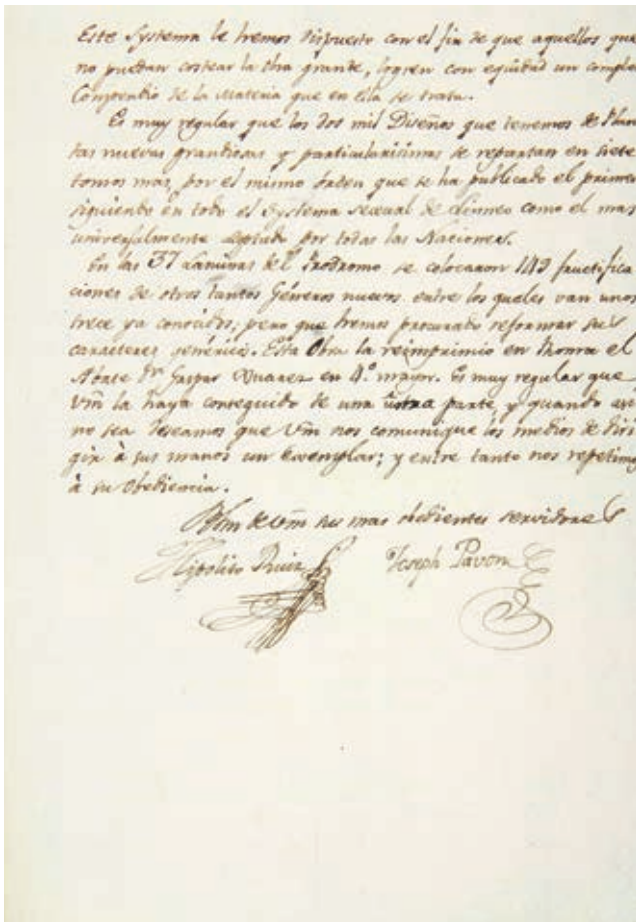 Este Systema le hemos dispuesto con el fin de que aquellos que
no puedan costear la obra grande, logren con equidad un comple
Compendio de la Materia que en ella se trata.
Es muy regular que los dos mil Diseños que tenemos de Plan
tas nuevas grandiosas y particularisimas se repartan en siete
tomos mas, por el mismo órden que se ha publicado el primero
siguiendo en todo el Systema sexual de Linneo como el mas
universalmente adoptado por todas las Naciones.
En las 37 Laminas del Prodromo se colocaron 149 fructifica
ciones de otros tantos Géneros nuevos entre los quales van unos
trece ya conocidos; pero que hemos procurado reformar sus
caracteres genéricos. Esta Obra la reimprimio en Roma el
Abate Dn. Gaspar Xuarez en 4.º mayor. Es muy regular que
Vm la haya conseguido de una û otra parte, y quando esto
no sea deseamos que Vm nos comunique los medios de diri
gir à sus manos un exemplar; y entre tanto nos repetimos
à su obediencia.
de Vm sus mas obedientes servidores
Hipolito Ruiz Joseph Pavon